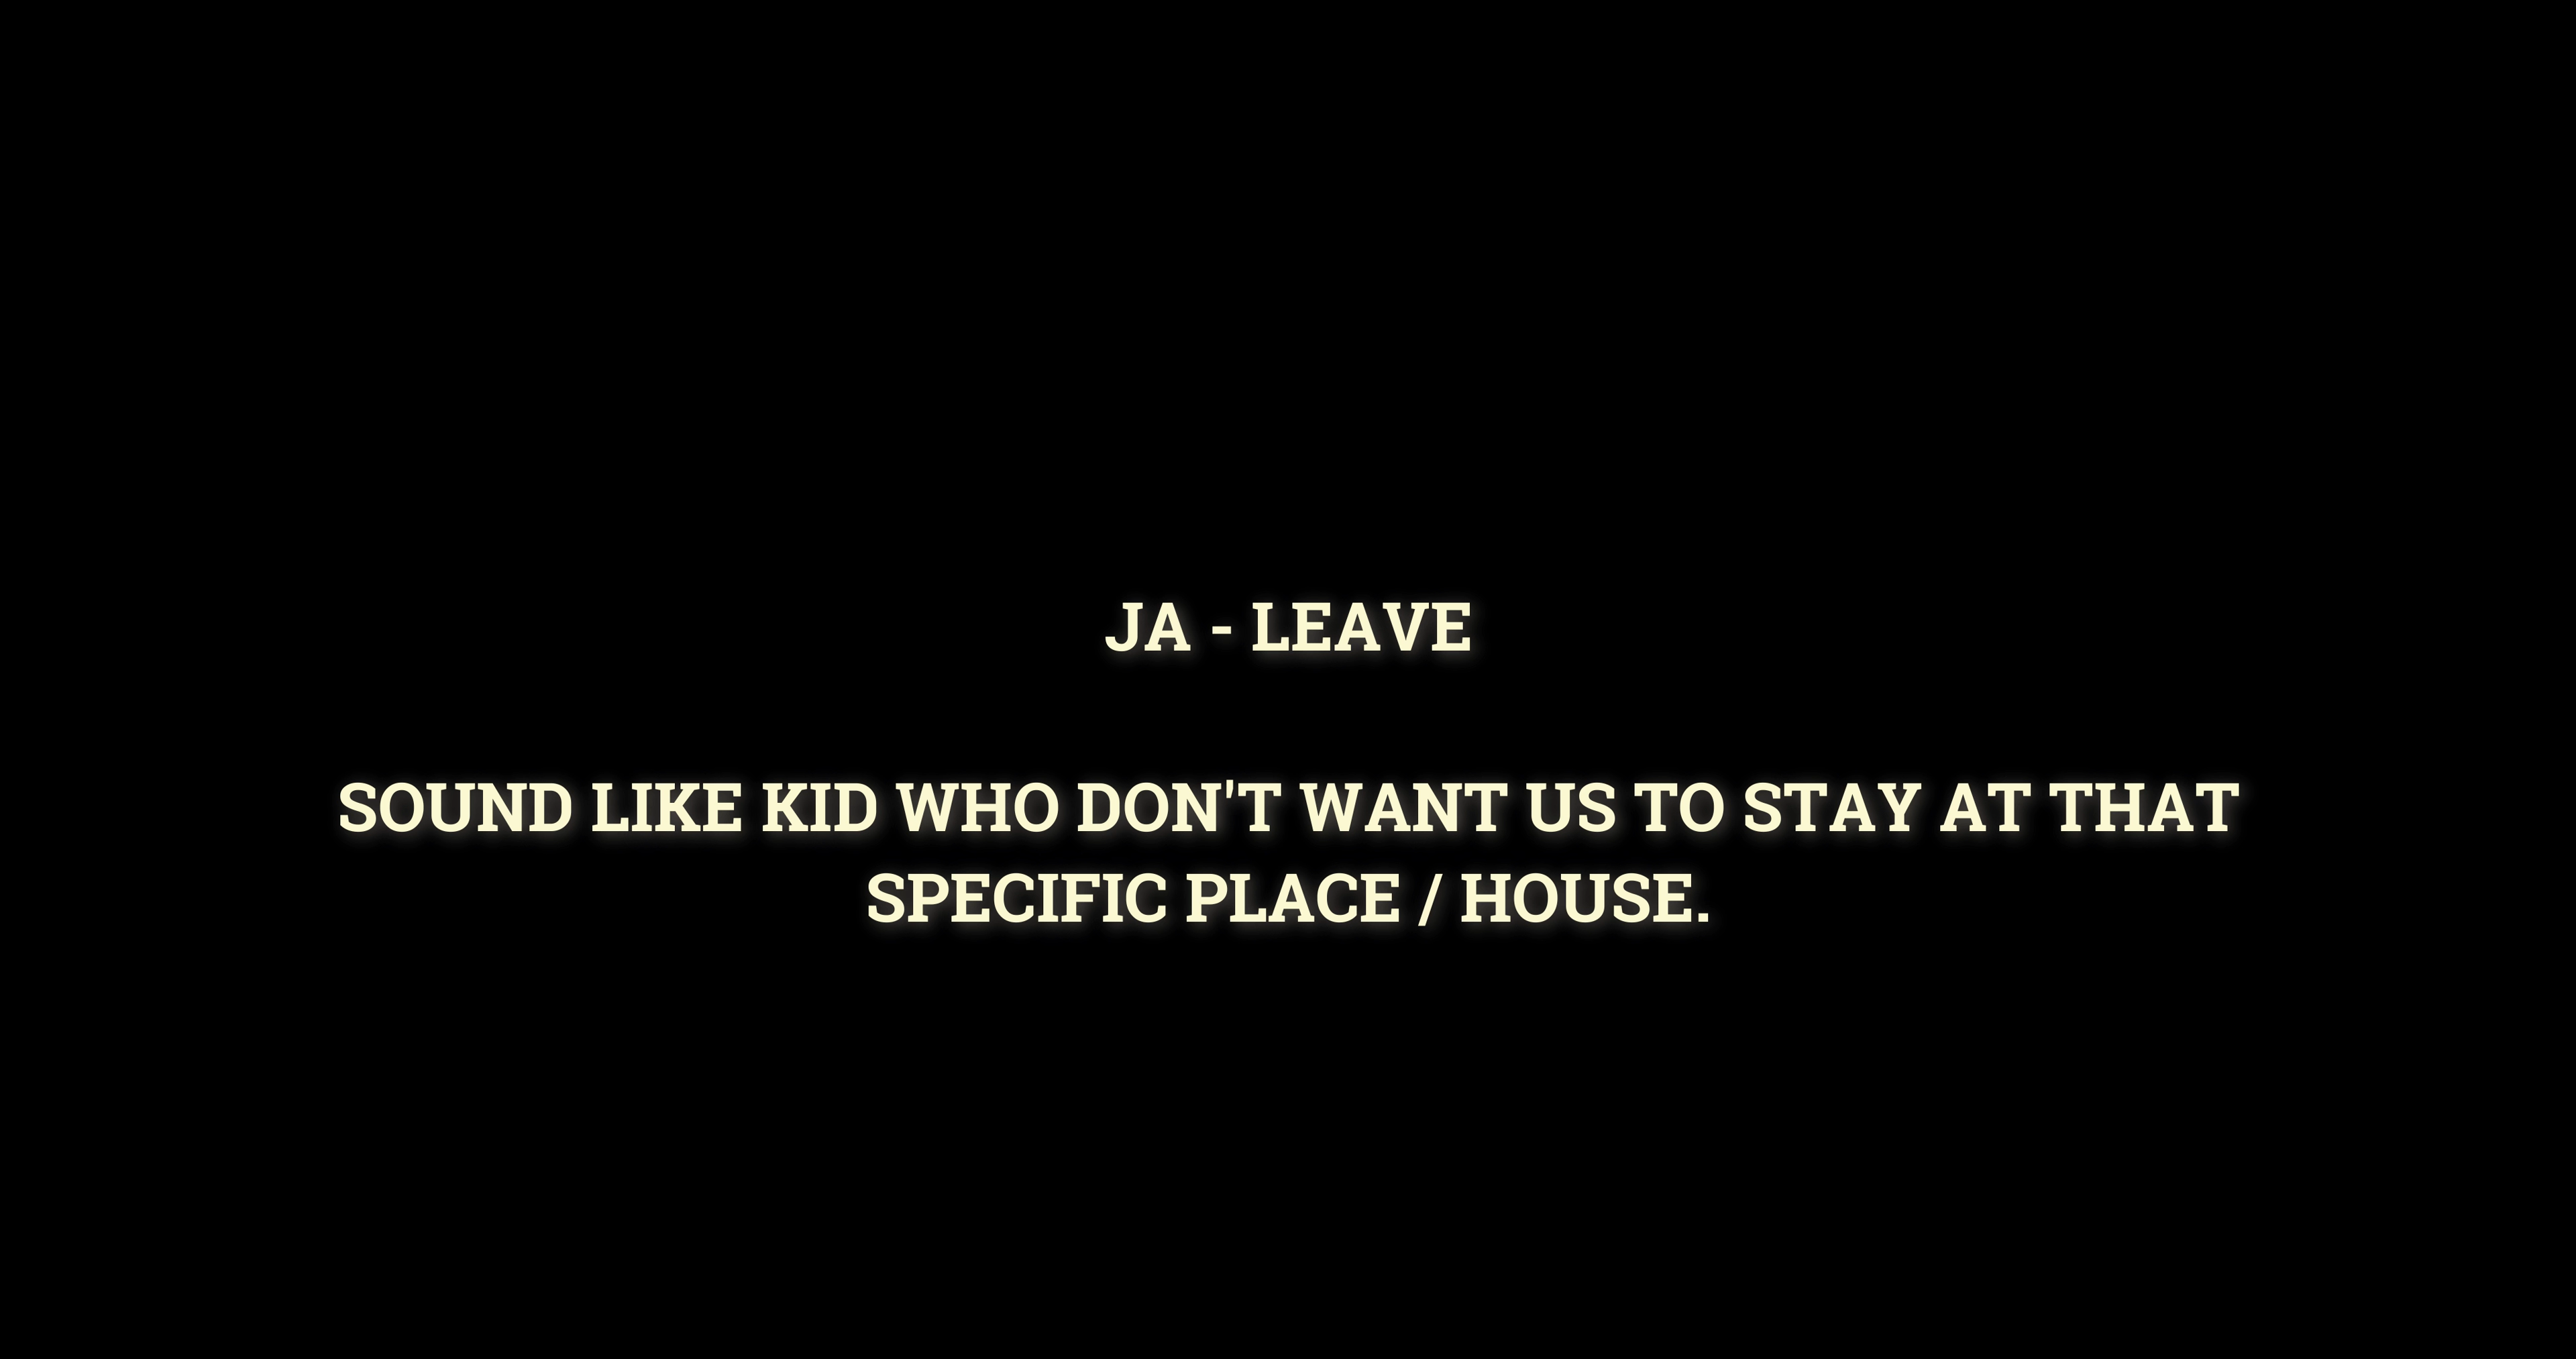 JA - LEAVE
SOUND LIKE KID WHO DON'T WANT US TO STAY AT THAT
SPECIFIC PLACE / HOUSE.